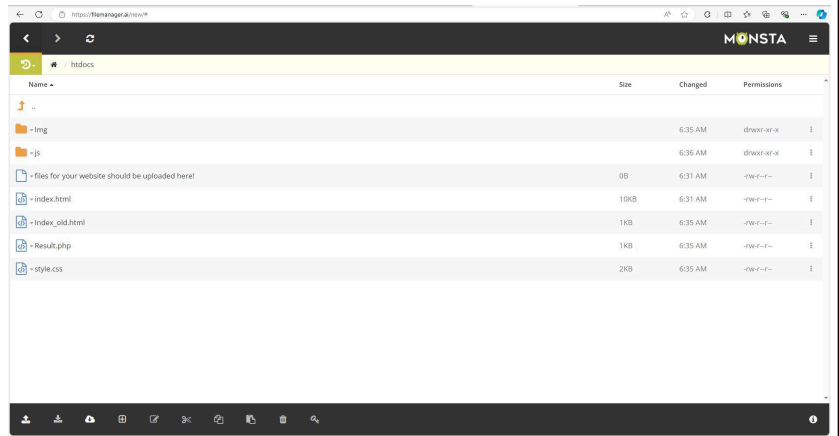 https://filemanager.ai/new/#
MONSTA
/ htdocs
Name Size Changed Permissions
..
Img 6:35 AM drwxr-xr-x
js 6:36 AM drwxr-xr-x
files for your website should be uploaded here! 0B 6:31 AM -rw-r--r--
index.html 10KB 6:31 AM -rw-r--r--
Index_old.html 1KB 6:35 AM -rw-r--r--
Result.php 1KB 6:35 AM -rw-r--r--
style.css 2KB 6:35 AM -rw-r--r--